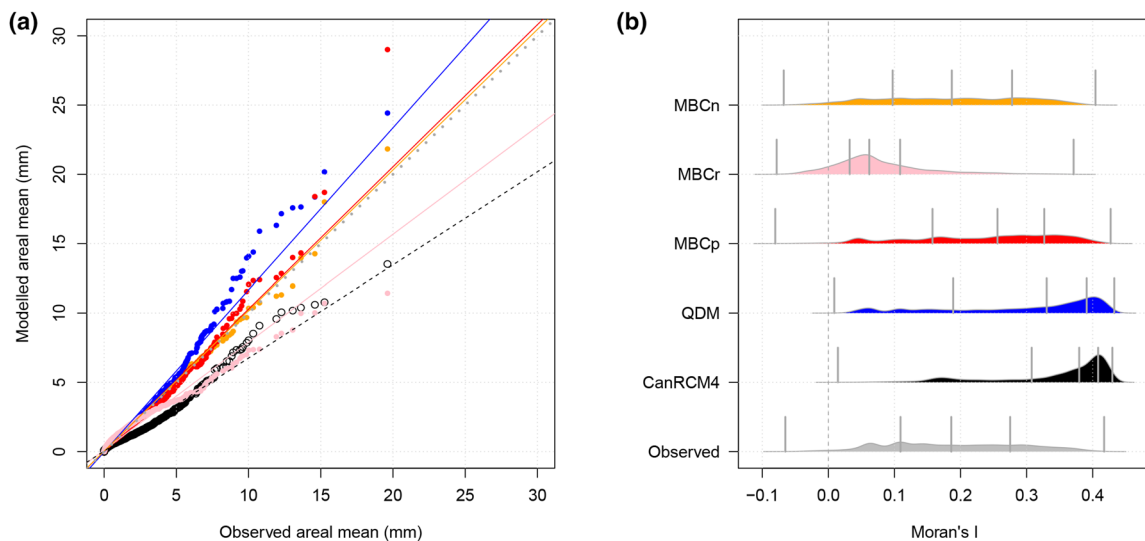 (a)
Modelled areal mean (mm)
30
25
20
15
10
5
0
0 5 10 15 20 25 30
Observed areal mean (mm)
(b)
MBCn
MBCr
MBCp
QDM
CanRCM4
Observed
−0.1 0.0 0.1 0.2 0.3 0.4
Moran's I